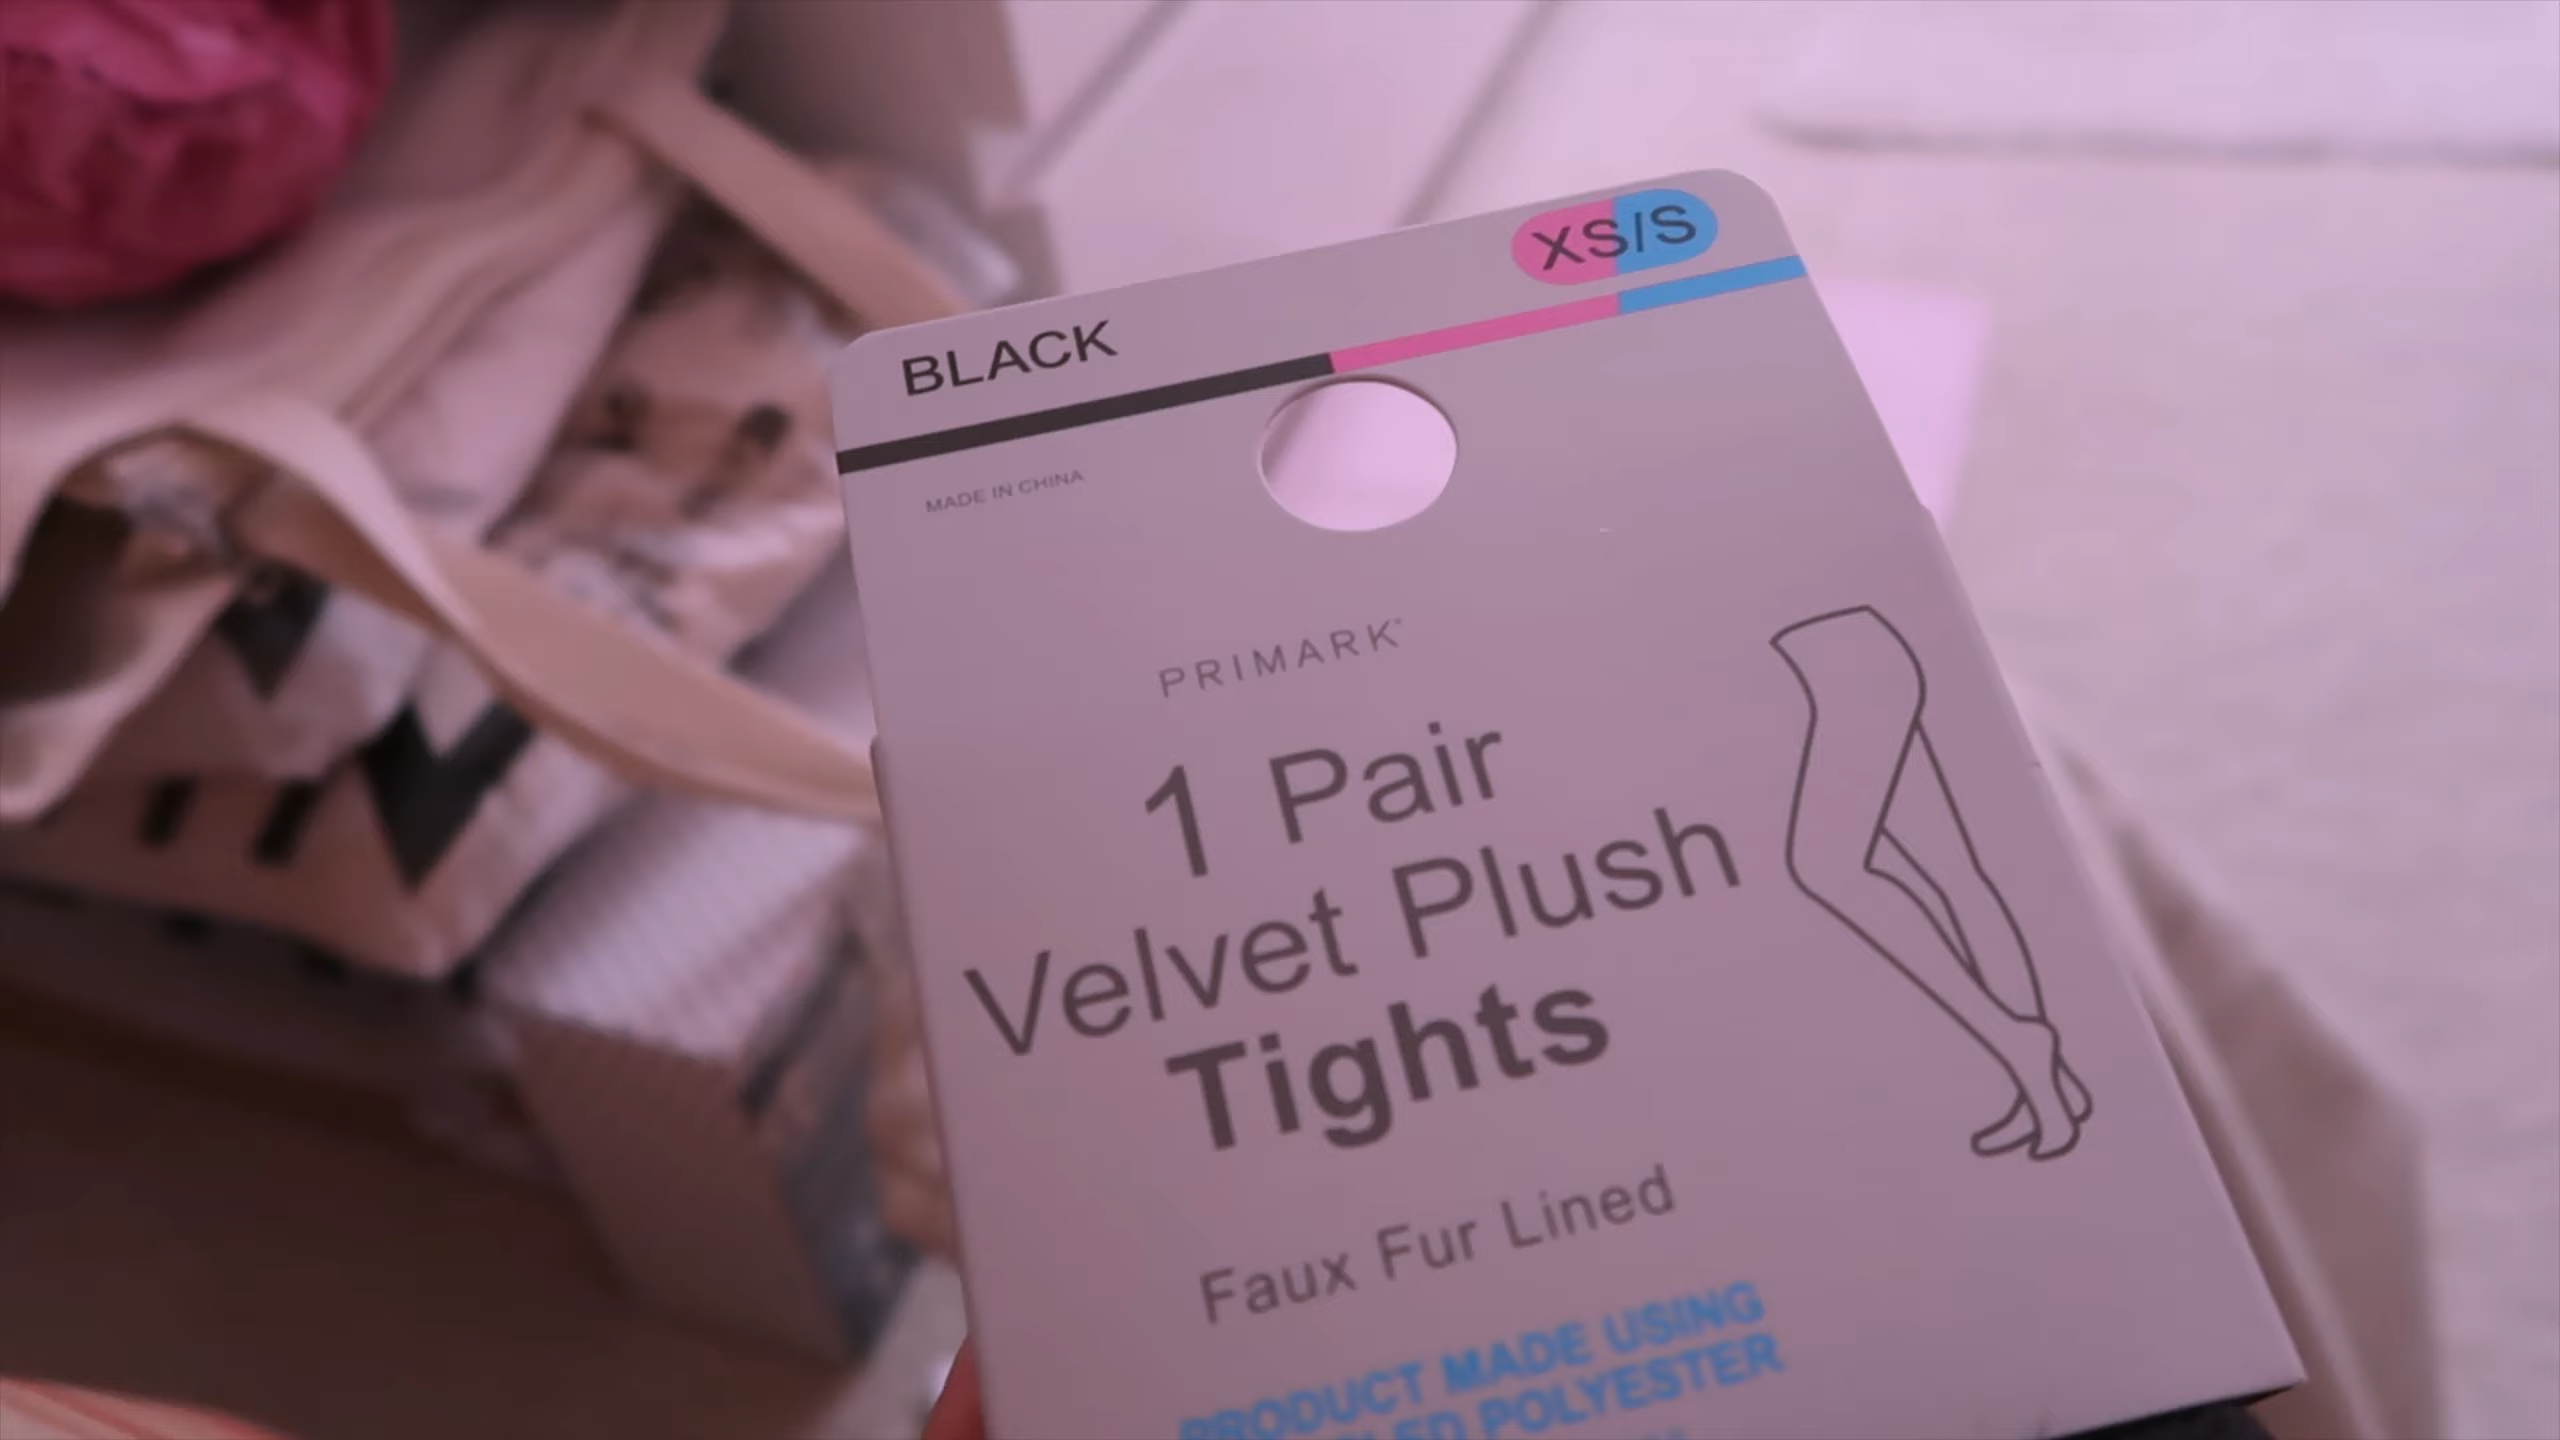 BLACK
XS/S
MADE IN CHINA
PRIMARK
1 Pair
Velvet Plush
Tights
Faux Fur Lined
PRODUCT MADE USING
POLYESTER